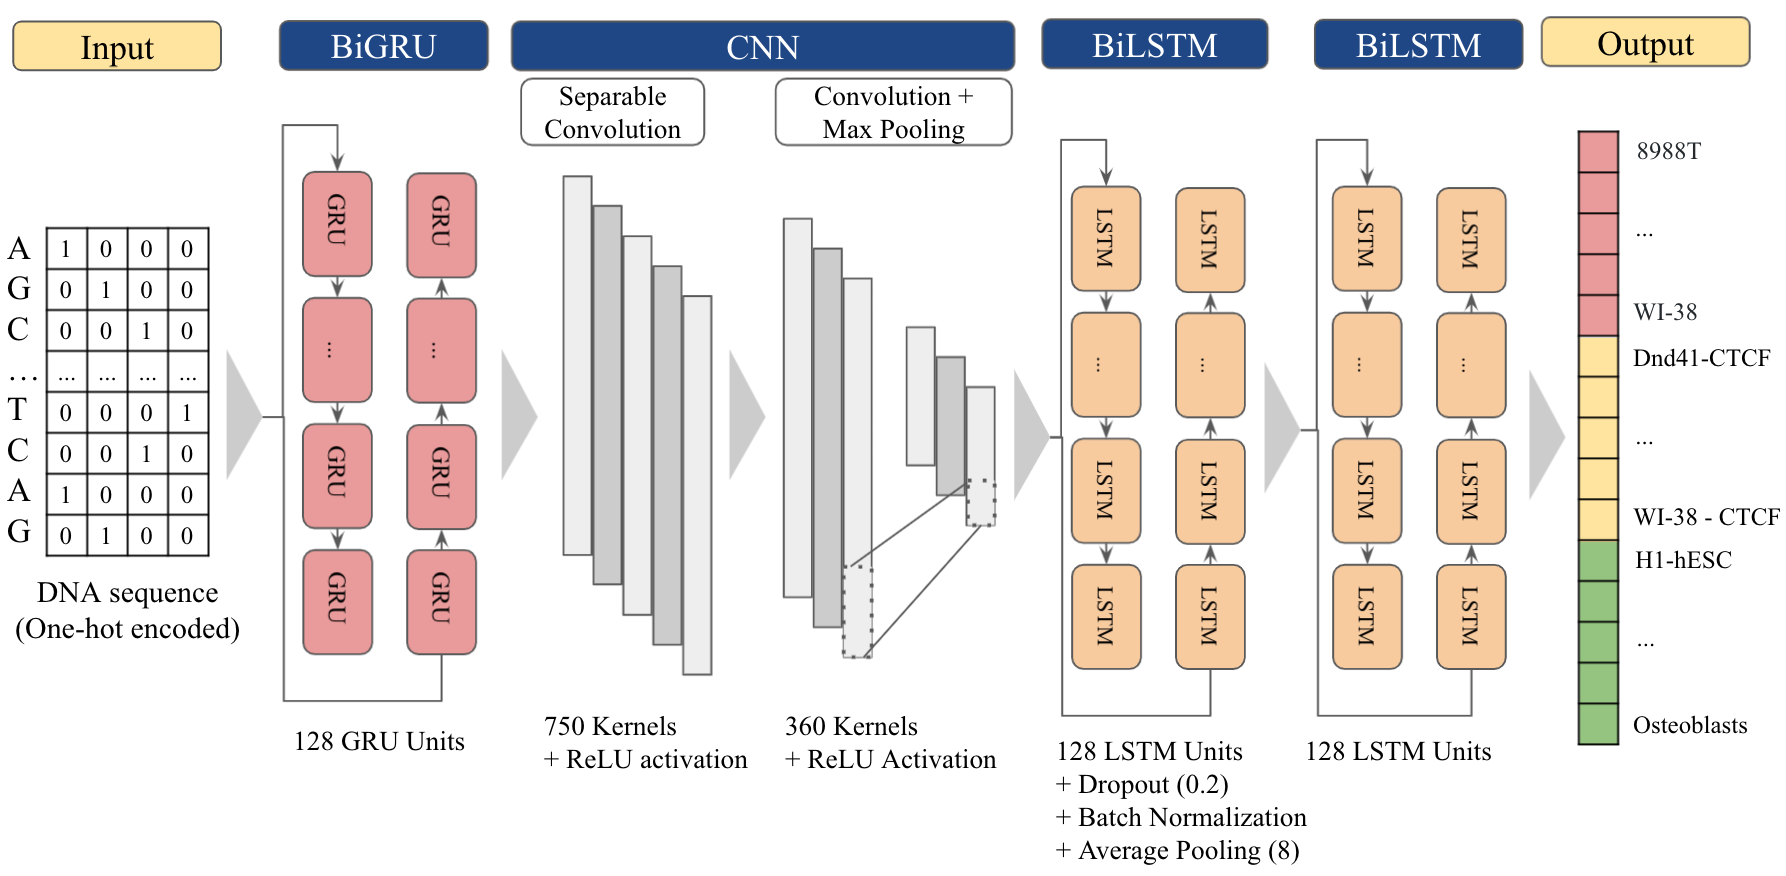 Input
BiGRU
CNN
BiLSTM
BiLSTM
Output
Separable
Convolution
Convolution +
Max Pooling
A 1 0 0 0
G 0 1 0 0
C 0 0 1 0
... ... ... ... ...
T 0 0 0 1
C 0 0 1 0
A 1 0 0 0
G 0 1 0 0
DNA sequence
(One-hot encoded)
GRU
...
GRU
GRU
GRU
...
GRU
GRU
128 GRU Units
750 Kernels
+ ReLU activation
360 Kernels
+ ReLU Activation
LSTM
...
LSTM
LSTM
LSTM
...
LSTM
LSTM
128 LSTM Units
+ Dropout (0.2)
+ Batch Normalization
+ Average Pooling (8)
LSTM
...
LSTM
LSTM
LSTM
...
LSTM
LSTM
128 LSTM Units
8988T
...
WI-38
Dnd41-CTCF
...
WI-38 - CTCF
H1-hESC
...
Osteoblasts